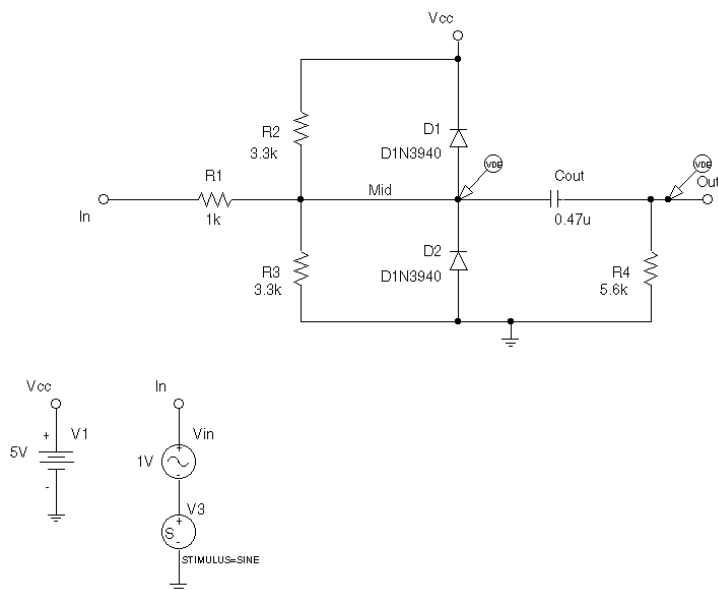 Vcc
R2
3.3k
D1
D1N3940
VDB
VDB
R1
1k
Mid
Cout
0.47u
Out
In
R3
3.3k
D2
D1N3940
R4
5.6k
Vcc
In
+
V1
5V
-
Vin
+
1V
-
V3
+
S
-
STIMULUS=SINE